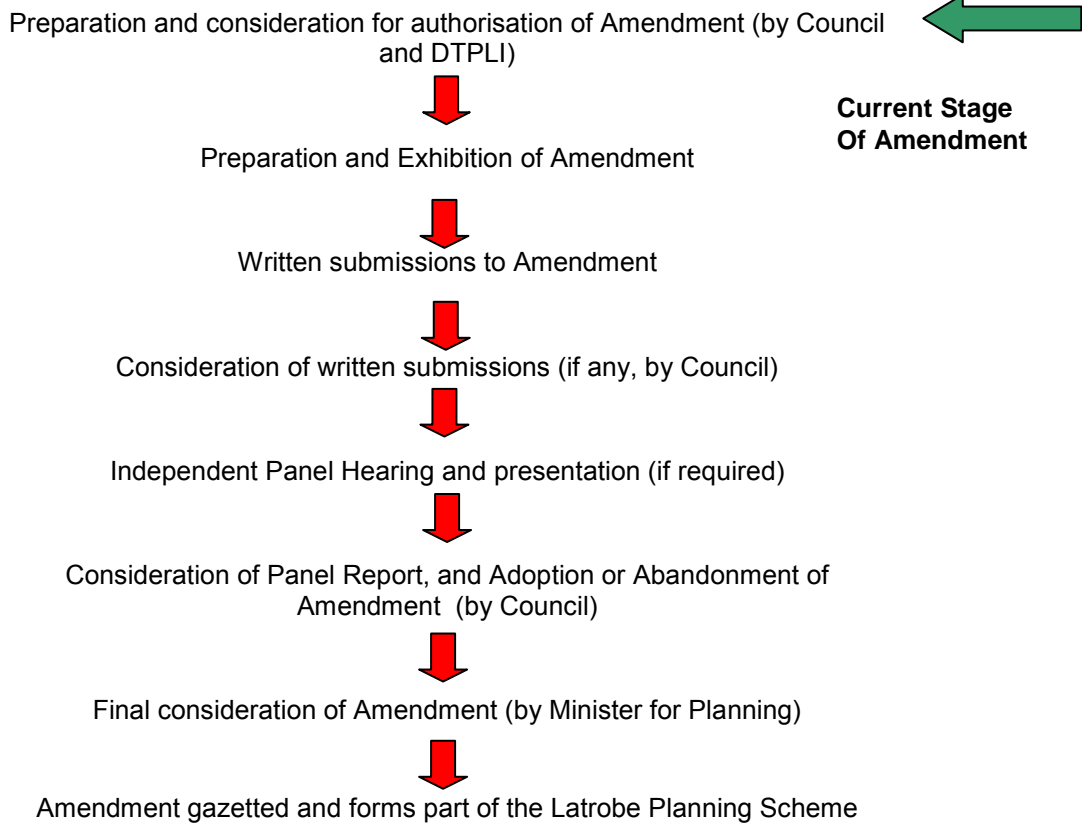 Preparation and consideration for authorisation of Amendment (by Council
and DTPLI)
Current Stage
Of Amendment
Preparation and Exhibition of Amendment
Written submissions to Amendment
Consideration of written submissions (if any, by Council)
Independent Panel Hearing and presentation (if required)
Consideration of Panel Report, and Adoption or Abandonment of
Amendment (by Council)
Final consideration of Amendment (by Minister for Planning)
Amendment gazetted and forms part of the Latrobe Planning Scheme